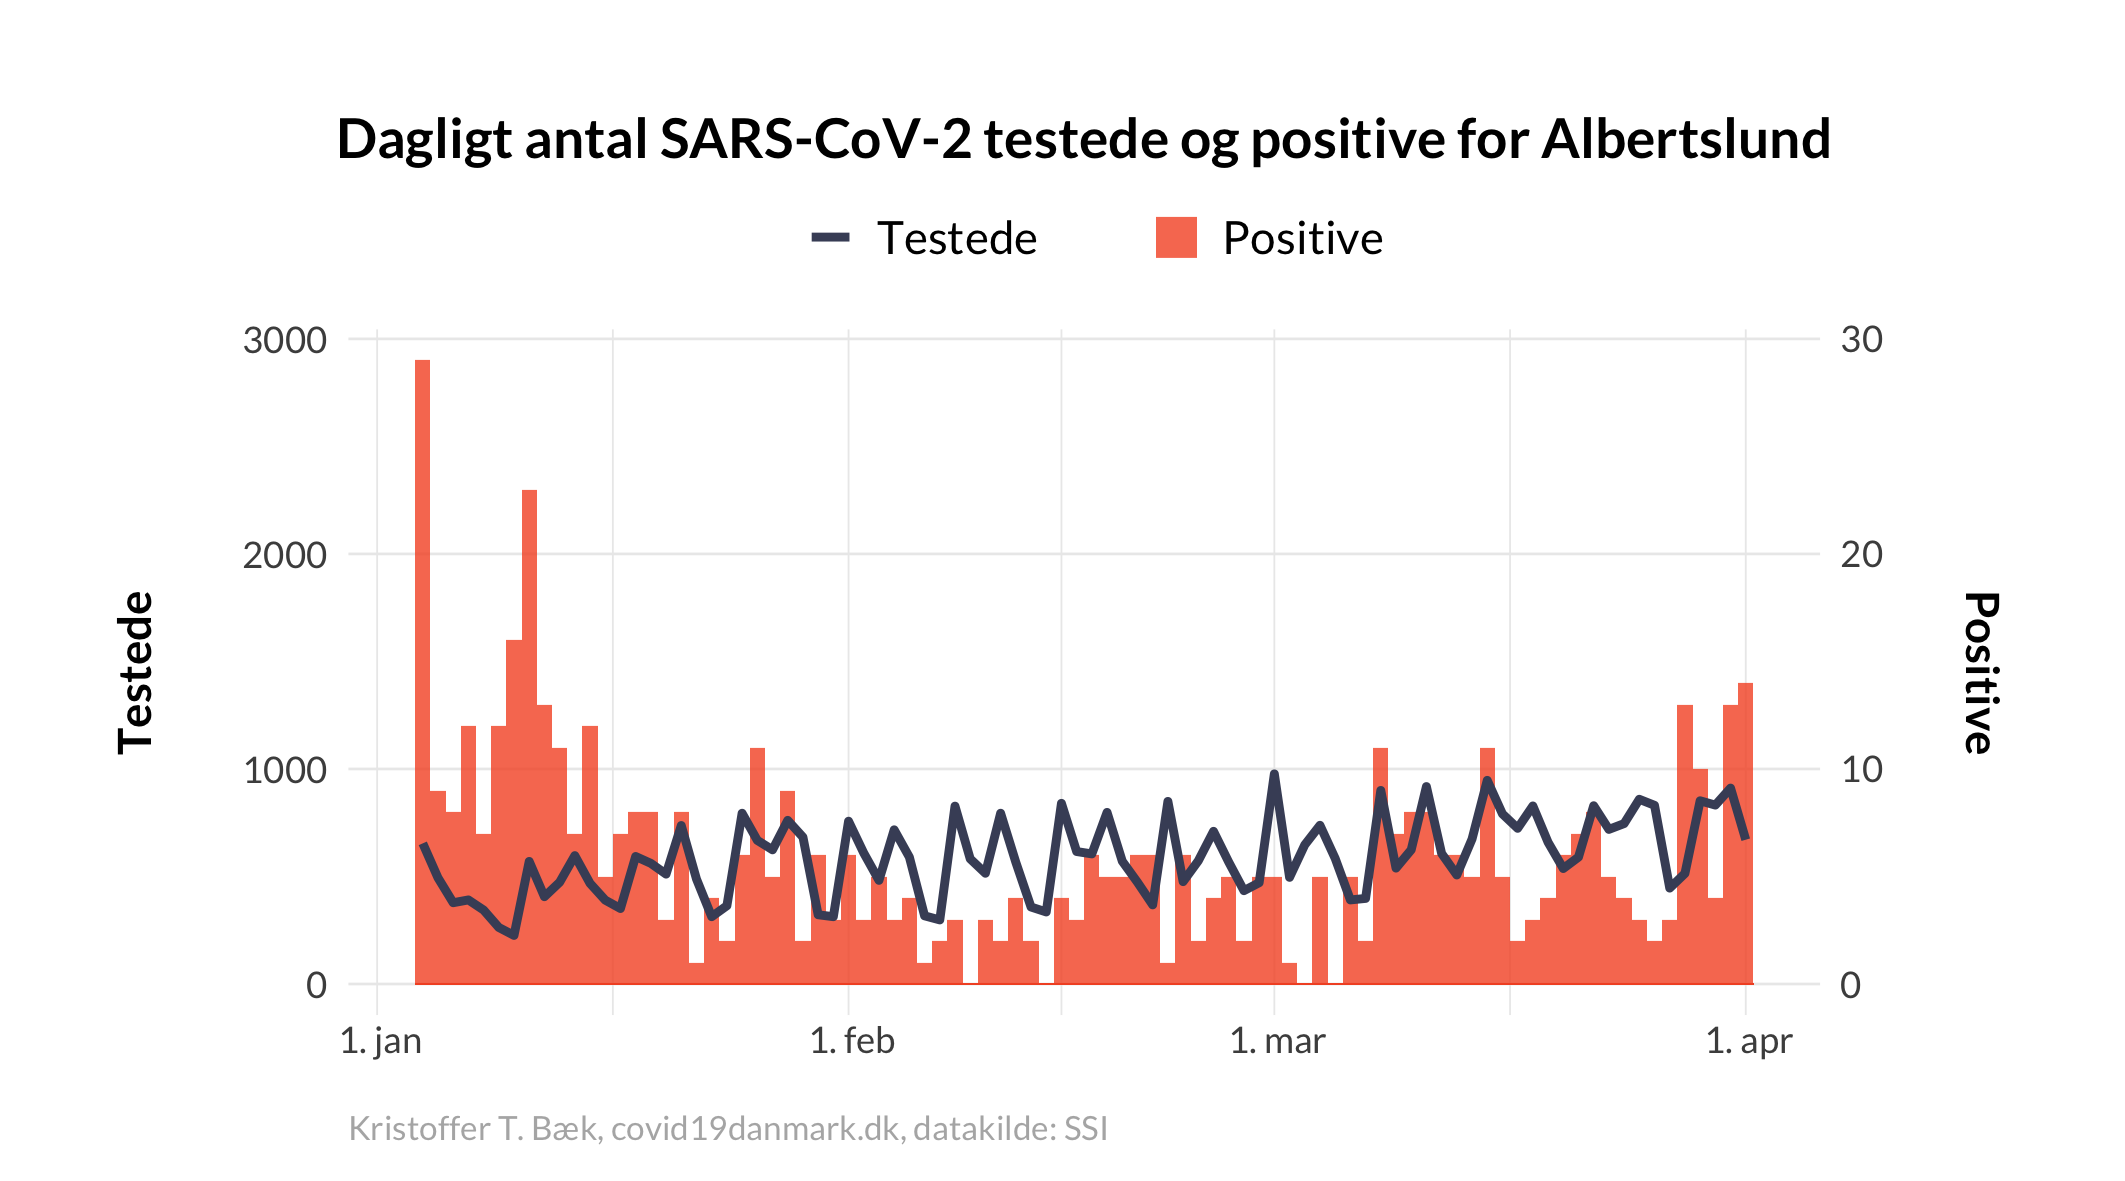 Dagligt antal SARS-CoV-2 testede og positive for Albertslund
Testede
Positive
3000
2000
1000
0
30
20
10
0
Testede
Positive
1. jan
1. feb
1. mar
1. apr
Kristoffer T. Bæk, covid19danmark.dk, datakilde: SSI